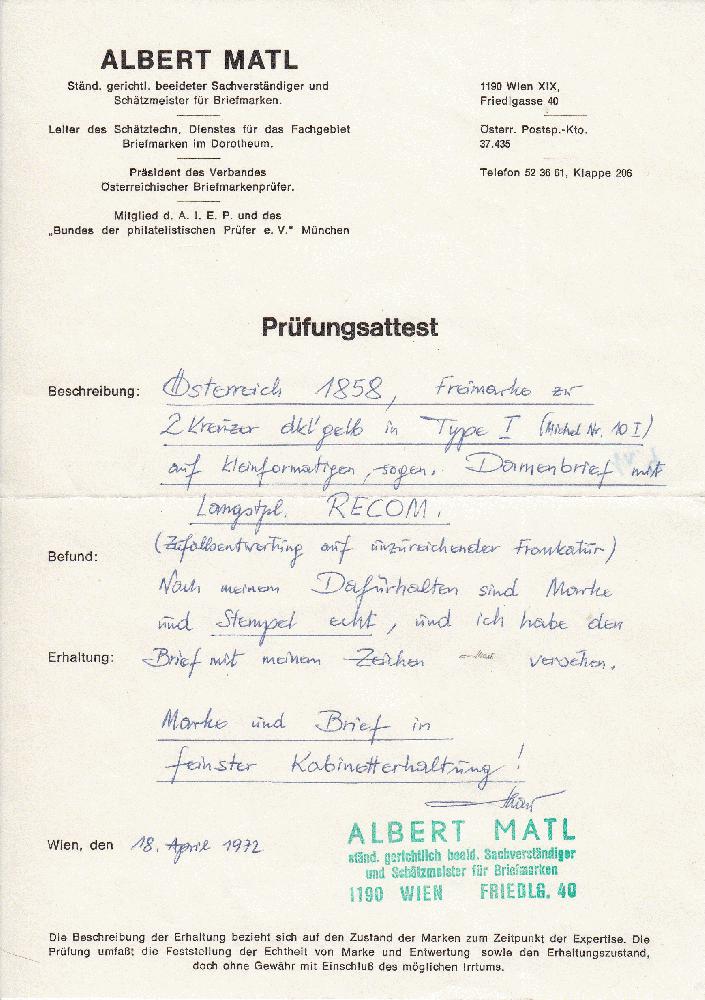 ALBERT MATL
Ständ. gerichtl. beeideter Sachverständiger und
Schätzmeister für Briefmarken.
Leiter des Schätztechn. Dienstes für das Fachgebiet
Briefmarken im Dorotheum.
Präsident des Verbandes
Österreichischer Briefmarkenprüfer.
Mitglied d. A. I. E. P. und des
„Bundes der philatelistischen Prüfer e. V." München
1190 Wien XIX,
Friedlgasse 40
Österr. Postsp.-Kto.
37.435
Telefon 52 36 61, Klappe 206
Prüfungsattest
Beschreibung: Österreich 1858, Freimarke zu
2 Kreuzer dkl'gelb in Type I (Michel Nr. 10 I)
auf kleinformatigen, sogen. Damenbrief mit
Langstpl. RECOM.
Befund: (Zufallsentwertung auf unzureichender Frankatur)
Nach meinem Dafürhalten sind Marke
und Stempel echt, und ich habe den
Erhaltung: Brief mit meinem Zeichen versehen.
Marke und Brief in
feinster Kabinetterhaltung!
Wien, den 18. April 1972
ALBERT MATL
ständ. gerichtlich beeid. Sachverständiger
und Schätzmeister für Briefmarken
1190 WIEN FRIEDLG. 40
Die Beschreibung der Erhaltung bezieht sich auf den Zustand der Marken zum Zeitpunkt der Expertise. Die
Prüfung umfaßt die Feststellung der Echtheit von Marke und Entwertung sowie den Erhaltungszustand,
doch ohne Gewähr mit Einschluß des möglichen Irrtums.